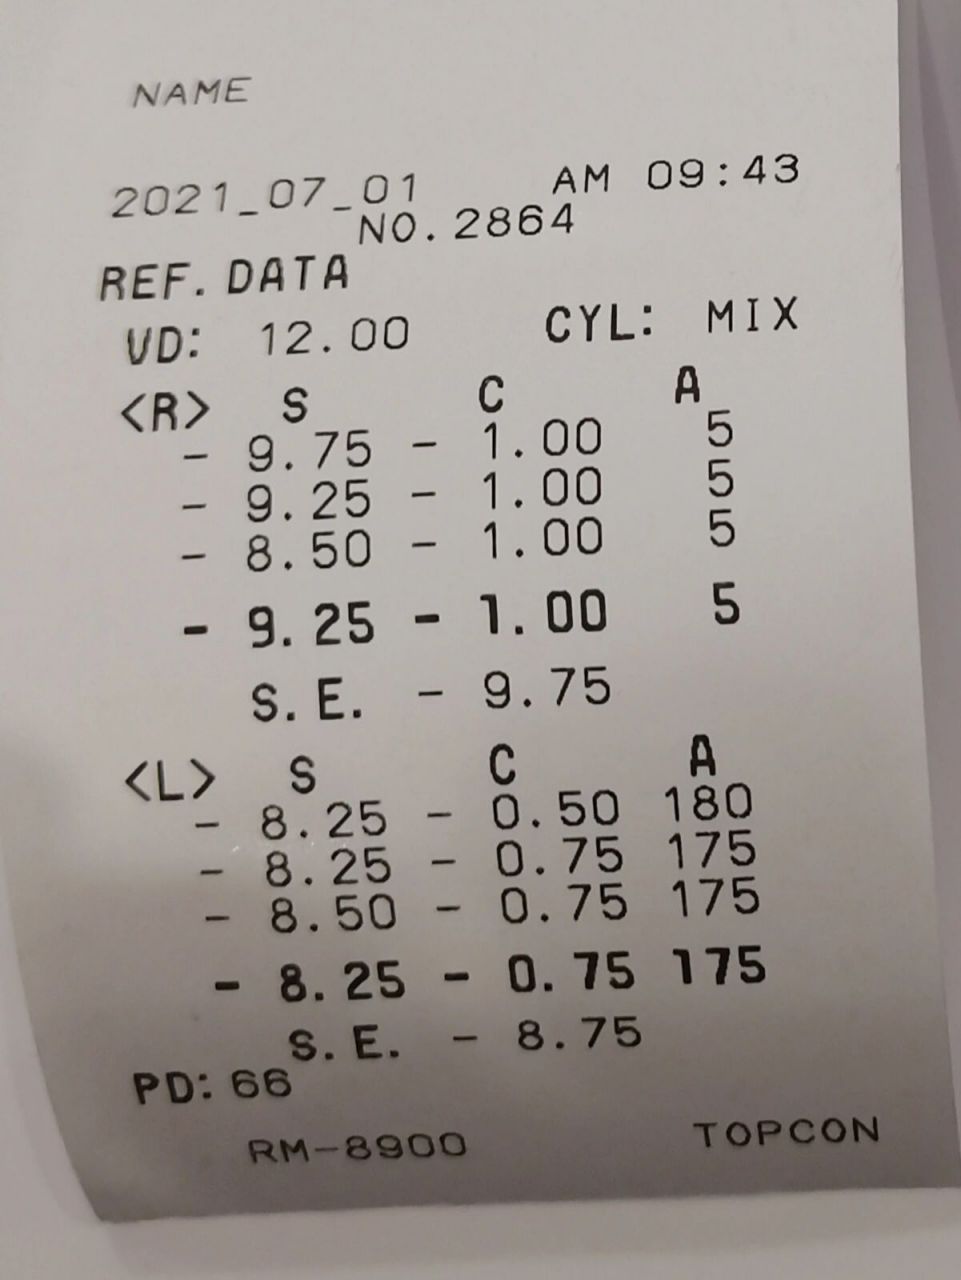 NAME
2021_07_01 AM 09:43
NO.2864
REF. DATA
VD: 12.00 CYL: MIX
<R> S C A
- 9.75 - 1.00 5
- 9.25 - 1.00 5
- 8.50 - 1.00 5
- 9.25 - 1.00 5
S.E. - 9.75
<L> S C A
- 8.25 - 0.50 180
- 8.25 - 0.75 175
- 8.50 - 0.75 175
- 8.25 - 0.75 175
S.E. - 8.75
PD: 66
RM-8900 TOPCON